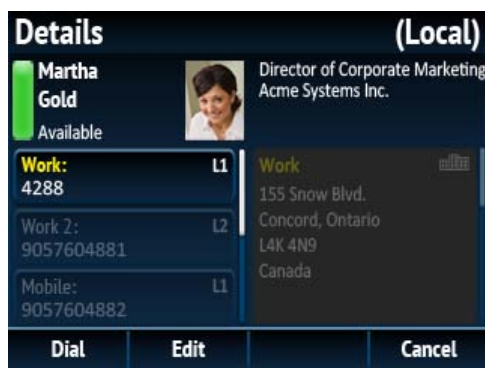 Details (Local)
Martha
Gold
Available
Director of Corporate Marketing
Acme Systems Inc.
Work: L1
4288
Work 2: L2
9057604881
Mobile: L1
9057604882
Work
155 Snow Blvd.
Concord, Ontario
L4K 4N9
Canada
Dial Edit Cancel